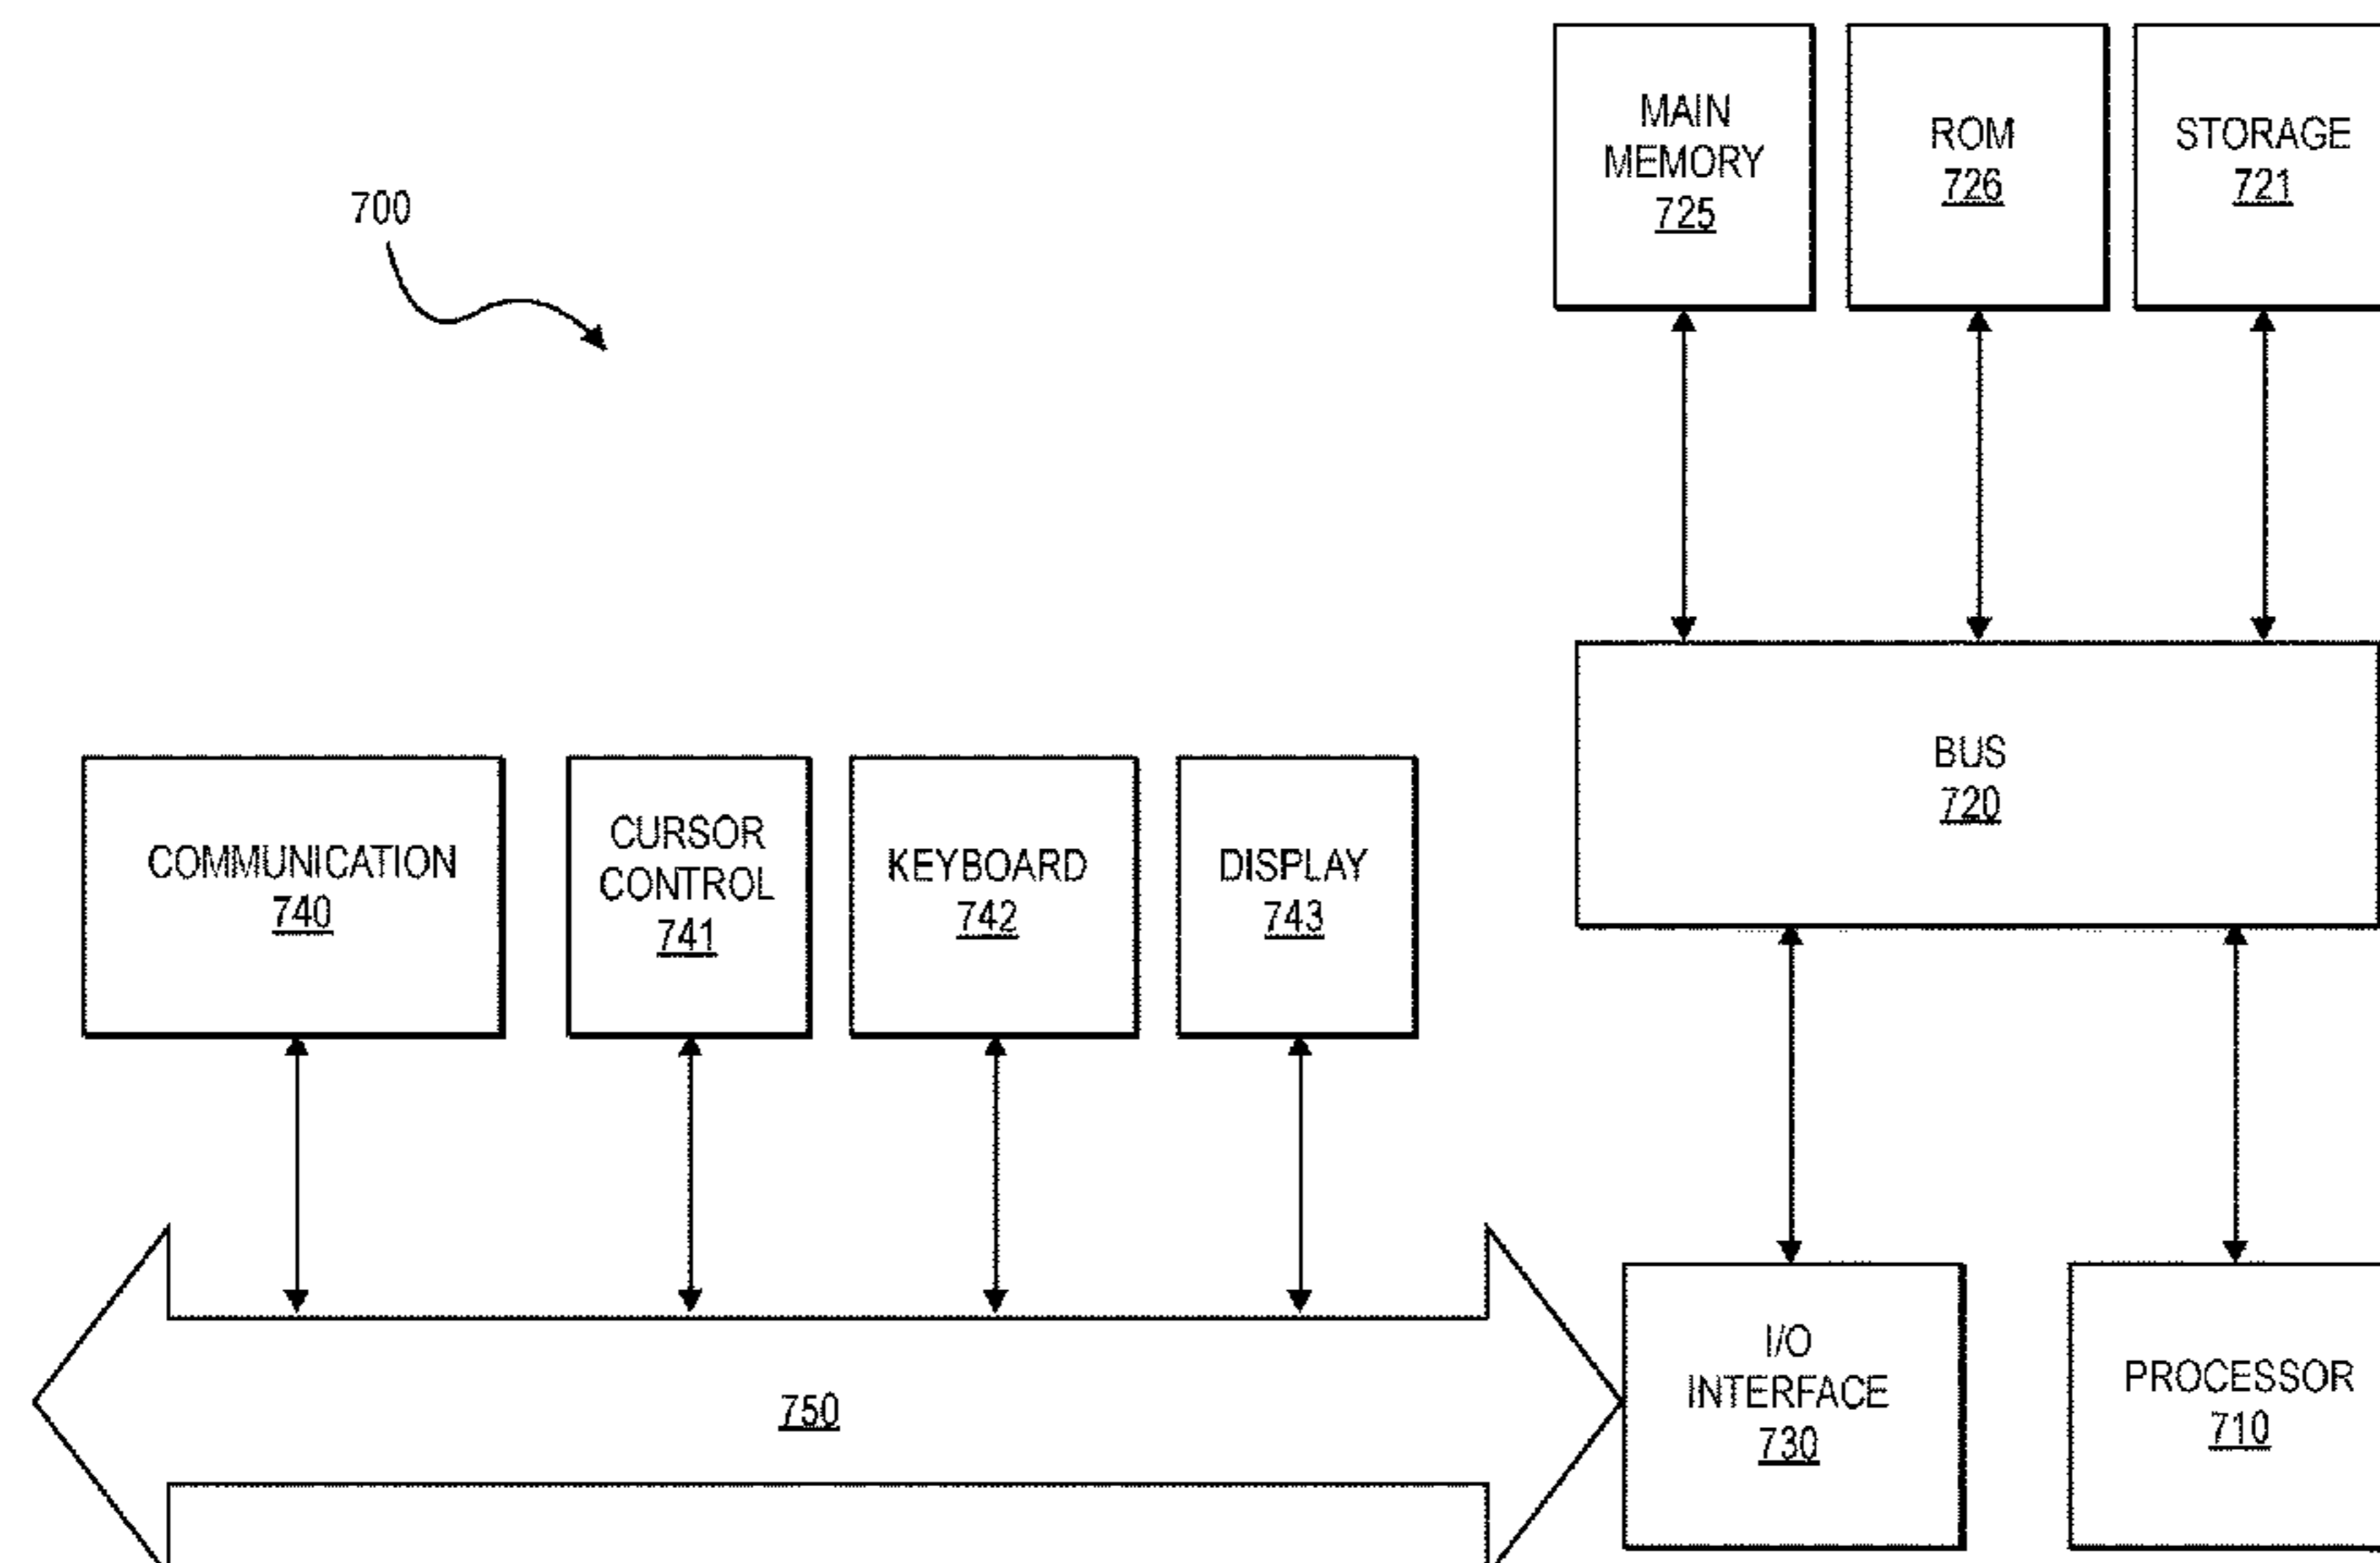 700
MAIN
MEMORY
725
ROM
726
STORAGE
721
BUS
720
COMMUNICATION
740
CURSOR
CONTROL
741
KEYBOARD
742
DISPLAY
743
750
I/O
INTERFACE
730
PROCESSOR
710